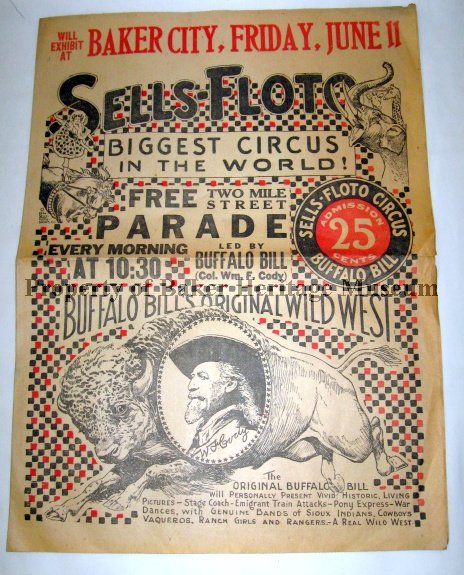 WILL EXHIBIT AT BAKER CITY, FRIDAY, JUNE 11
SELLS-FLOTO
BIGGEST CIRCUS
IN THE WORLD!
FREE TWO MILE STREET
PARADE
EVERY MORNING
AT 10:30
LED BY
BUFFALO BILL
(Col. Wm. F. Cody)
SELLS-FLOTO CIRCUS
ADMISSION
25
CENTS
BUFFALO BILL
Property of Baker Heritage Museum
BUFFALO BILL'S ORIGINAL WILD WEST
W.F. Cody
The
ORIGINAL BUFFALO BILL
will Personally Present Vivid, Historic, Living
Pictures—Stage Coach—Emigrant Train Attacks—Pony Express—War
Dances, with Genuine Bands of Sioux Indians, Cowboys
Vaqueros, Ranch Girls and Rangers—A Real Wild West